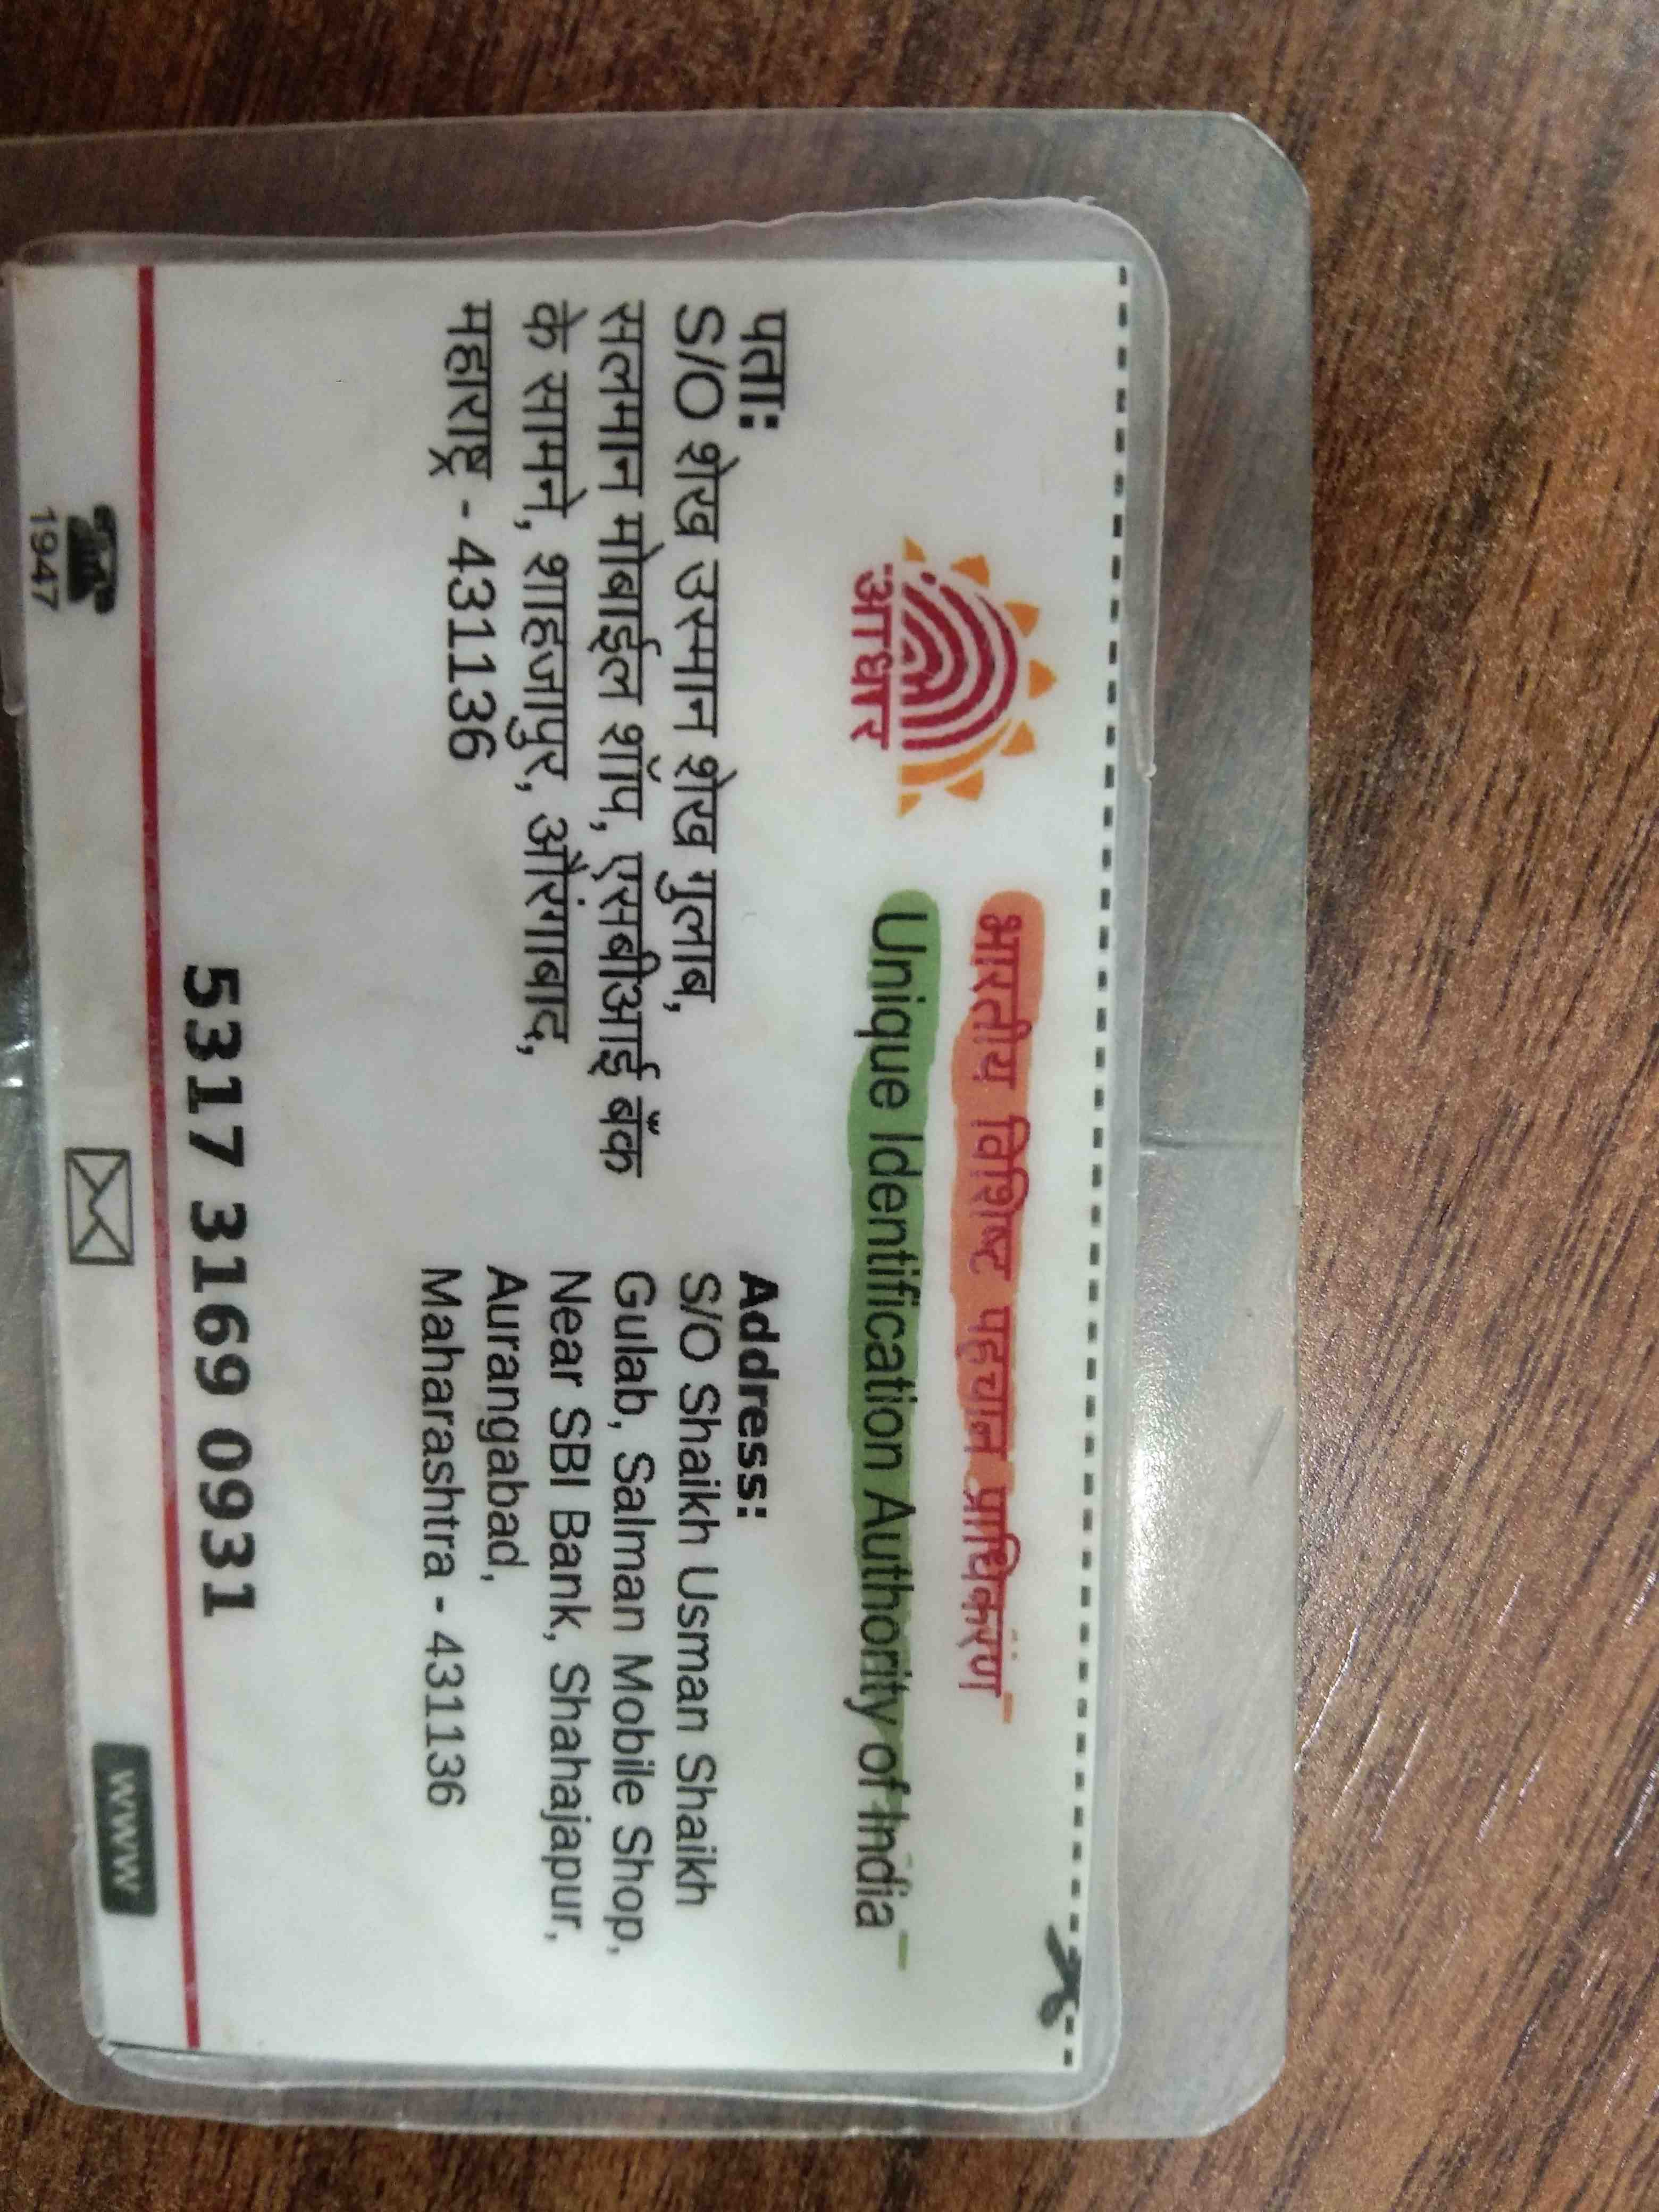 भारतीय विशिष्ट पहचान प्राधिकरण
Unique Identification Authority of India
आधार
पता:
S/O शेख उस्मान शेख गुलाब,
सलमान मोबाईल शॉप, एसबीआई बॅंक
के सामने, शाहजापुर, औरंगाबाद,
महाराष्ट्र - 431136
Address:
S/O Shaikh Usman Shaikh
Gulab, Salman Mobile Shop,
Near SBI Bank, Shahajapur,
Aurangabad,
Maharashtra - 431136
5317 3169 0931
1947
www